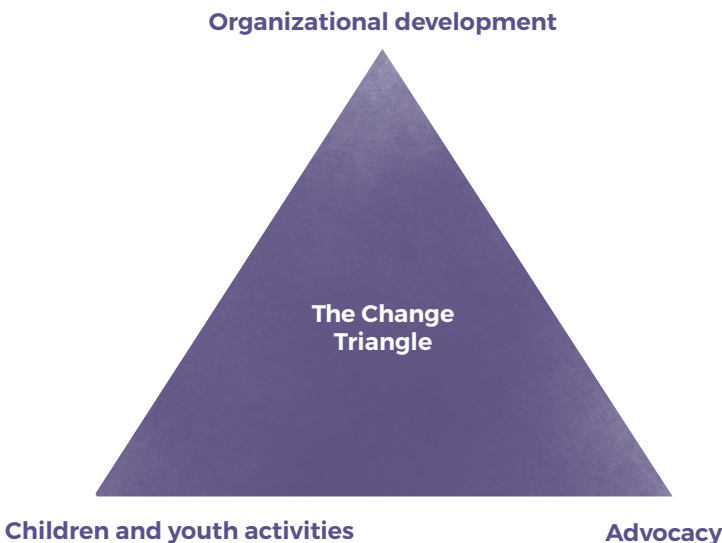 Organizational development
The Change
Triangle
Children and youth activities
Advocacy